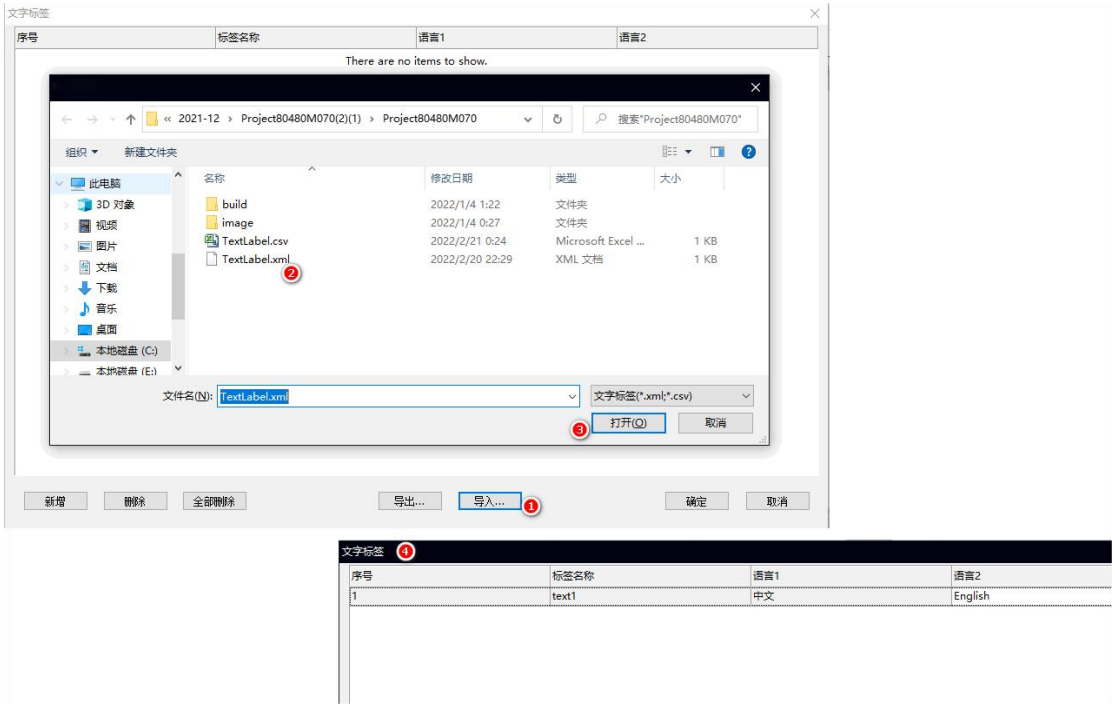 文字标签
序号 标签名称 语言1 语言2
There are no items to show.
« 2021-12 › Project80480M070(2)(1) › Project80480M070 搜索"Project80480M070"
组织 新建文件夹
此电脑
3D 对象
视频
图片
文档
下载
音乐
桌面
本地磁盘 (C:)
本地磁盘 (E:)
名称 修改日期 类型 大小
build 2022/1/4 1:22 文件夹
image 2022/1/4 0:27 文件夹
TextLabel.csv 2022/2/21 0:24 Microsoft Excel ... 1 KB
TextLabel.xml 2022/2/20 22:29 XML 文档 1 KB
2
文件名(N): TextLabel.xml 文字标签(*.xml;*.csv)
3 打开(O) 取消
新增 删除 全部删除 导出... 导入... 1 确定 取消
文字标签 4
序号 标签名称 语言1 语言2
1 text1 中文 English